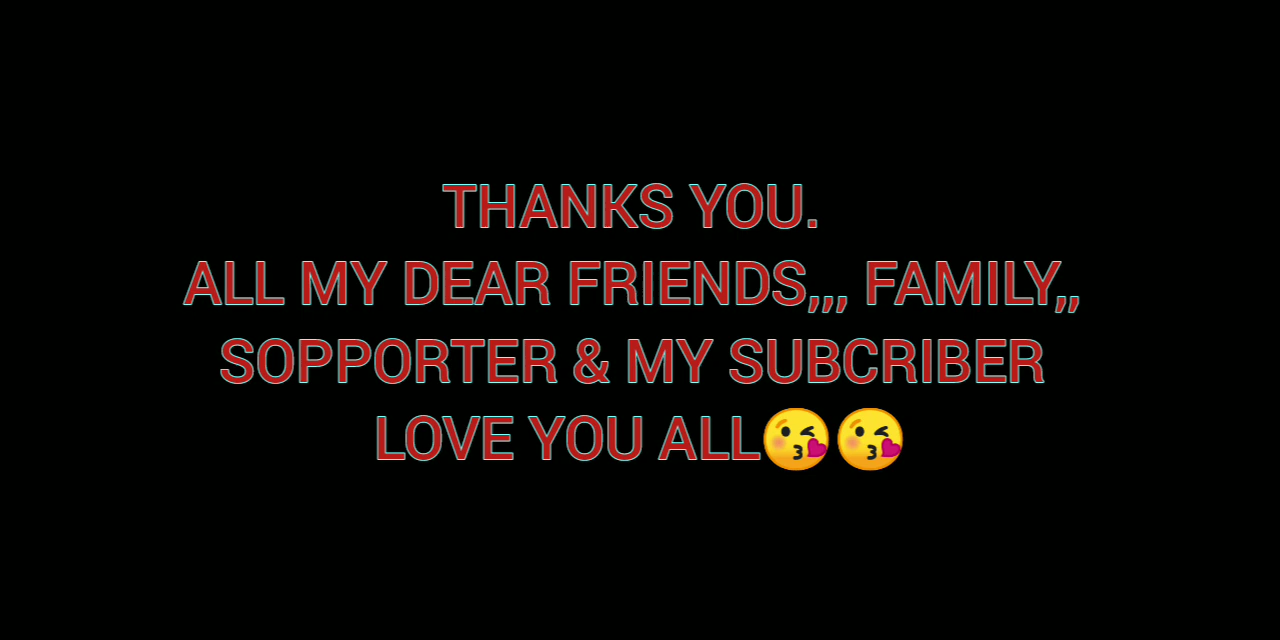 THANKS YOU.
ALL MY DEAR FRIENDS,,, FAMILY,,
SOPPORTER & MY SUBCRIBER
LOVE YOU ALL😘😘